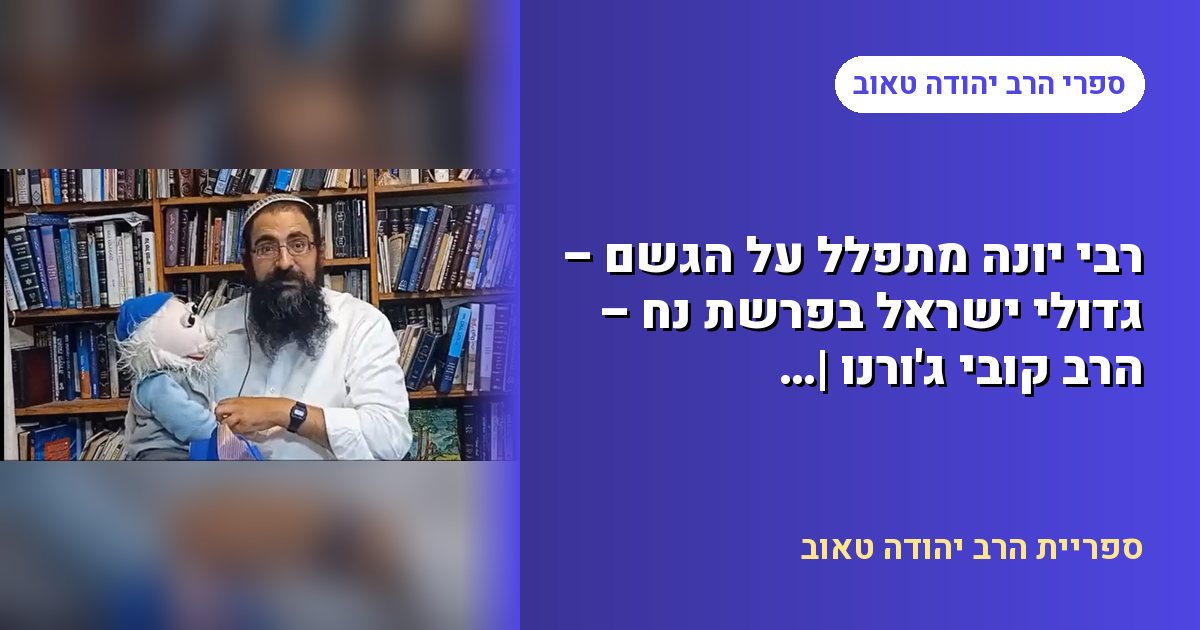 ספרי הרב יהודה טאוב
רבי יונה מתפלל על הגשם –
גדולי ישראל בפרשת נח –
הרב קובי ג'ורנו |...
ספריית הרב יהודה טאוב